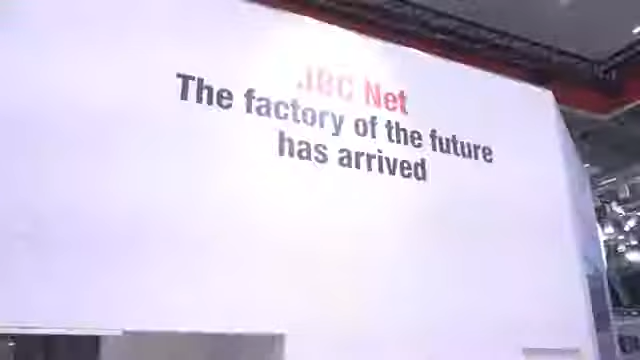 JBC Net
The factory of the future
has arrived